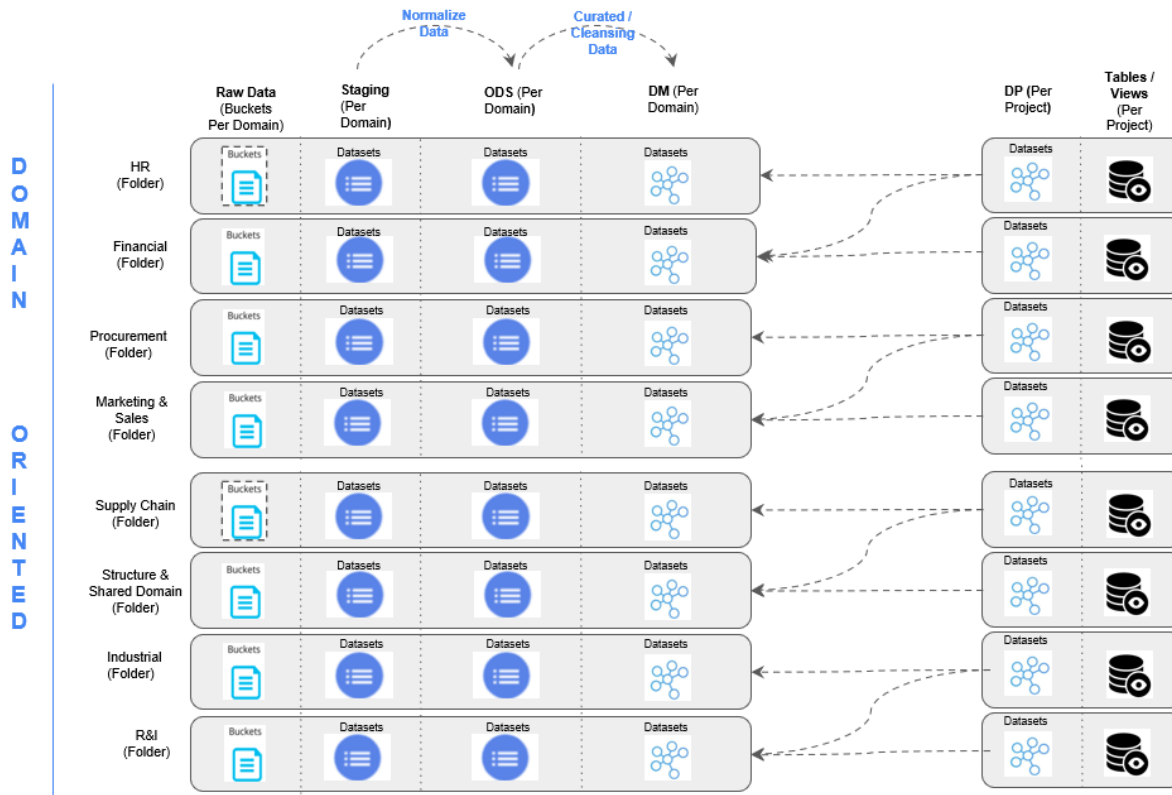 Normalize
Data
Curated /
Cleansing
Data
Raw Data
(Buckets
Per Domain)
Staging
(Per
Domain)
ODS (Per
Domain)
DM (Per
Domain)
DP (Per
Project)
Tables /
Views
(Per
Project)
DOMAIN
ORIENTED
HR
(Folder)
Buckets
Datasets
Datasets
Datasets
Datasets
Financial
(Folder)
Buckets
Datasets
Datasets
Datasets
Datasets
Procurement
(Folder)
Buckets
Datasets
Datasets
Datasets
Datasets
Marketing &
Sales
(Folder)
Buckets
Datasets
Datasets
Datasets
Datasets
Supply Chain
(Folder)
Buckets
Datasets
Datasets
Datasets
Datasets
Structure &
Shared Domain
(Folder)
Buckets
Datasets
Datasets
Datasets
Datasets
Industrial
(Folder)
Buckets
Datasets
Datasets
Datasets
Datasets
R&I
(Folder)
Buckets
Datasets
Datasets
Datasets
Datasets